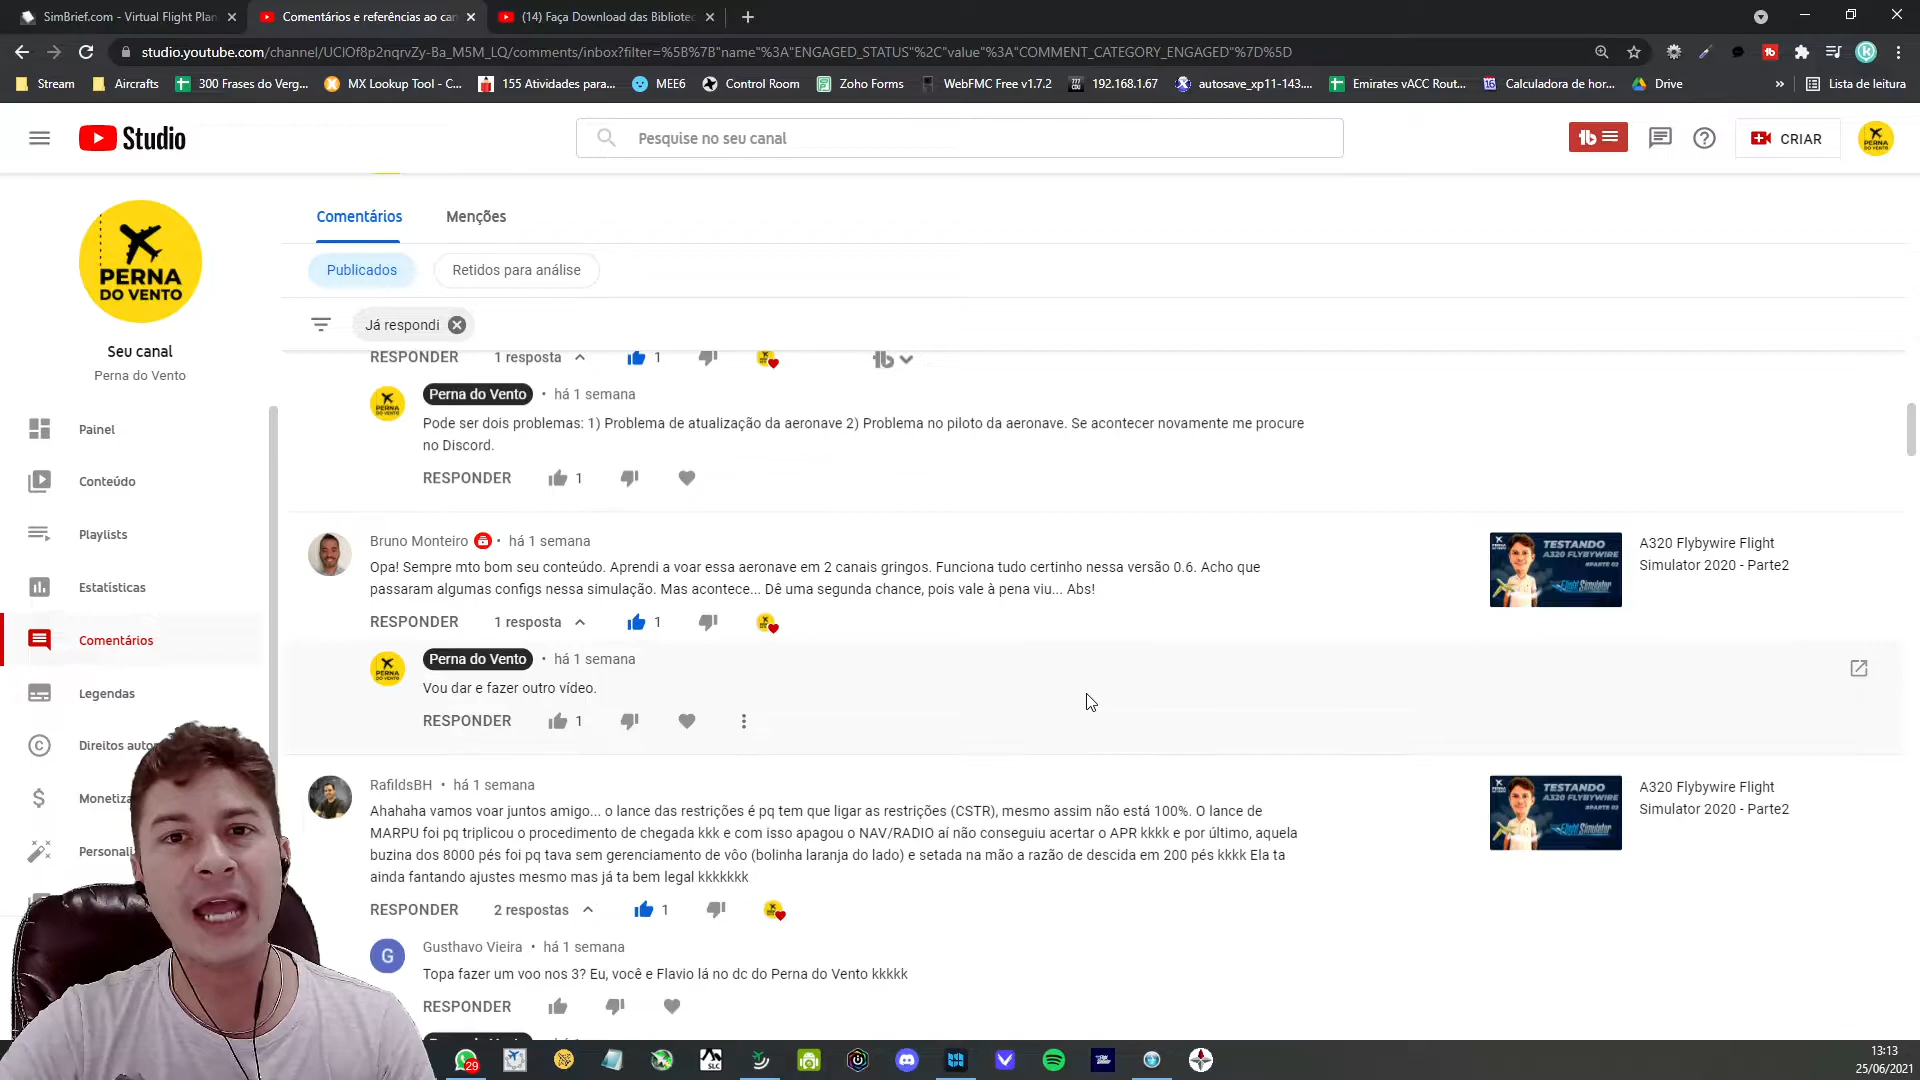 SimBrief.com - Virtual Flight Plan
Comentários e referências ao can
(14) Faça Download das Bibliotec
studio.youtube.com/channel/UClOf8p2nqrvZy-Ba_M5M_LQ/comments/inbox?filter=%5B%7B"name"%3A"ENGAGED_STATUS"%2C"value"%3A"COMMENT_CATEGORY_ENGAGED"%7D%5D
Stream
Aircrafts
300 Frases do Verg...
MX Lookup Tool - C...
155 Atividades para...
MEE6
Control Room
Zoho Forms
WebFMC Free v1.7.2
192.168.1.67
autosave_xp11-143....
Emirates vACC Rout...
Calculadora de hor...
Drive
»
Lista de leitura
Studio
Pesquise no seu canal
CRIAR
PERNA
DO VENTO
Seu canal
Perna do Vento
Painel
Conteúdo
Playlists
Estatísticas
Comentários
Legendas
Direitos auto
Monetiza
Personali
Comentários
Menções
Publicados
Retidos para análise
Já respondi
RESPONDER 1 resposta 1
Perna do Vento • há 1 semana
Pode ser dois problemas: 1) Problema de atualização da aeronave 2) Problema no piloto da aeronave. Se acontecer novamente me procure
no Discord.
RESPONDER 1
Bruno Monteiro • há 1 semana
Opa! Sempre mto bom seu conteúdo. Aprendi a voar essa aeronave em 2 canais gringos. Funciona tudo certinho nessa versão 0.6. Acho que
passaram algumas configs nessa simulação. Mas acontece... Dê uma segunda chance, pois vale à pena viu... Abs!
RESPONDER 1 resposta 1
TESTANDO
A320 FLYBYWIRE
#PARTE 02
Flight Simulator
A320 Flybywire Flight
Simulator 2020 - Parte2
Perna do Vento • há 1 semana
Vou dar e fazer outro vídeo.
RESPONDER 1
RafildsBH • há 1 semana
Ahahaha vamos voar juntos amigo... o lance das restrições é pq tem que ligar as restrições (CSTR), mesmo assim não está 100%. O lance de
MARPU foi pq triplicou o procedimento de chegada kkk e com isso apagou o NAV/RADIO aí não conseguiu acertar o APR kkkk e por último, aquela
buzina dos 8000 pés foi pq tava sem gerenciamento de vôo (bolinha laranja do lado) e setada na mão a razão de descida em 200 pés kkkk Ela ta
ainda fantando ajustes mesmo mas já ta bem legal kkkkkkk
RESPONDER 2 respostas 1
TESTANDO
A320 FLYBYWIRE
#PARTE 02
Flight Simulator
A320 Flybywire Flight
Simulator 2020 - Parte2
G
Gusthavo Vieira • há 1 semana
Topa fazer um voo nos 3? Eu, você e Flavio lá no dc do Perna do Vento kkkkk
RESPONDER
29
SLC
13:13
25/06/2021